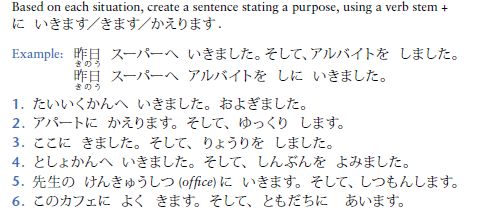 Based on each situation, create a sentence stating a purpose, using a verb stem +
に いきます／きます／かえります.
Example: 昨日 スーパーへ いきました。そして、アルバイトを しました。
きのう
昨日 スーパーへ アルバイトを しに いきました。
きのう
1. たいいくかんへ いきました。およぎました。
2. アパートに かえります。そして、ゆっくり します。
3. ここに きました。そして、りょうりを しました。
4. としょかんへ いきました。そして、しんぶんを よみました。
5. 先生の けんきゅうしつ (office) に いきます。そして、しつもんします。
6. このカフェに よく きます。そして、ともだちに あいます。